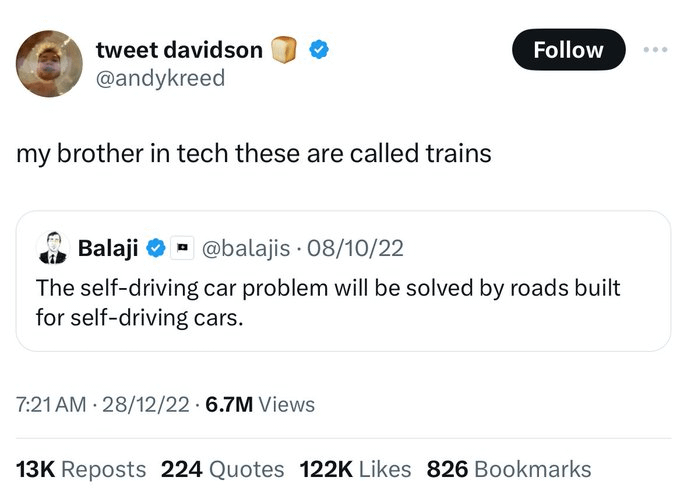 tweet davidson 🍞
Follow
@andykreed
my brother in tech these are called trains
Balaji @balajis · 08/10/22
The self-driving car problem will be solved by roads built
for self-driving cars.
7:21 AM · 28/12/22 · 6.7M Views
13K Reposts 224 Quotes 122K Likes 826 Bookmarks